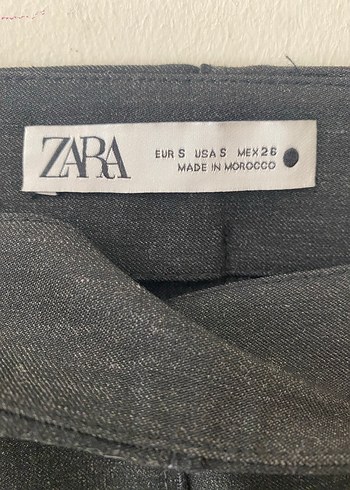 ZARA
EUR S USA S MEX 26
MADE IN MOROCCO